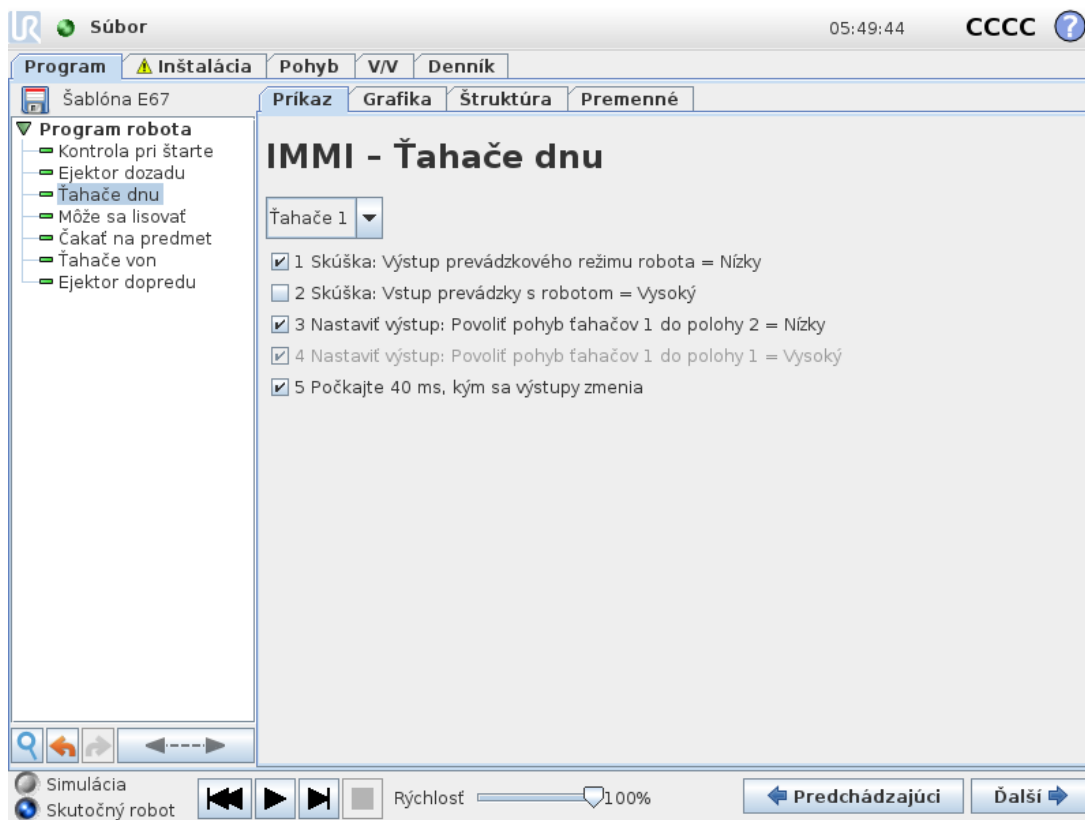 UR Súbor 05:49:44 CCCC ?
Program Inštalácia Pohyb V/V Denník
Šablóna E67
Príkaz Grafika Štruktúra Premenné
Program robota
Kontrola pri štarte
Ejektor dozadu
Ťahače dnu
Môže sa lisovať
Čakať na predmet
Ťahače von
Ejektor dopredu
IMMI - Ťahače dnu
Ťahače 1
1 Skúška: Výstup prevádzkového režimu robota = Nízky
2 Skúška: Vstup prevádzky s robotom = Vysoký
3 Nastaviť výstup: Povoliť pohyb ťahačov 1 do polohy 2 = Nízky
4 Nastaviť výstup: Povoliť pohyb ťahačov 1 do polohy 1 = Vysoký
5 Počkajte 40 ms, kým sa výstupy zmenia
Simulácia
Skutočný robot
Rýchlosť 100%
Predchádzajúci Ďalší